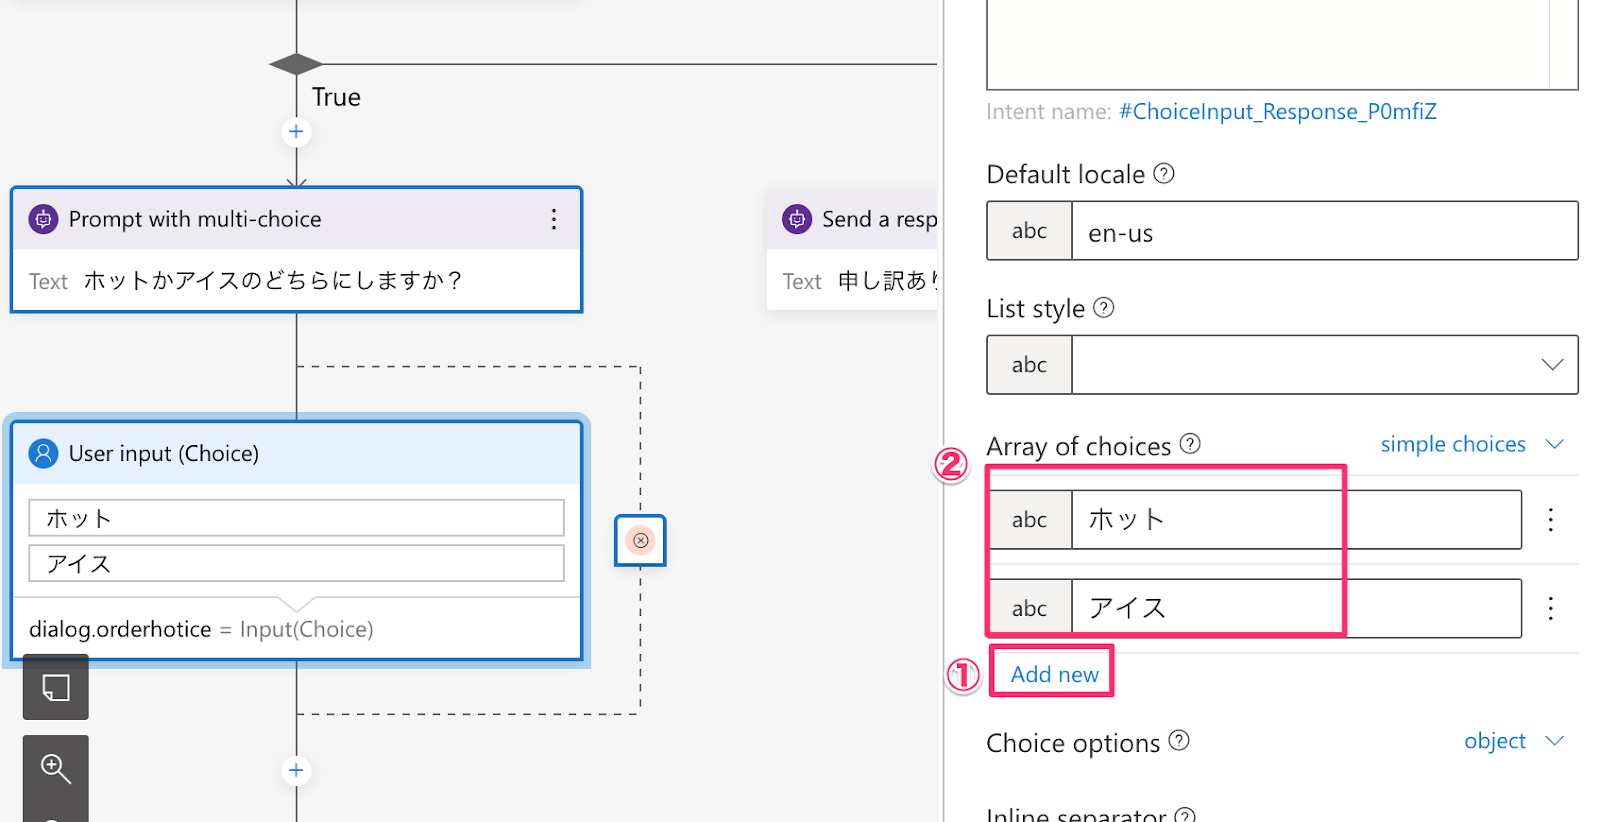 True
Prompt with multi-choice
Text ホットかアイスのどちらにしますか？
Send a resp
Text 申し訳あり
User input (Choice)
ホット
アイス
dialog.orderhotice = Input(Choice)
Intent name: #ChoiceInput_Response_P0mfiZ
Default locale
abc en-us
List style
abc
Array of choices simple choices
②
abc ホット
abc アイス
① Add new
Choice options object
Inline separator